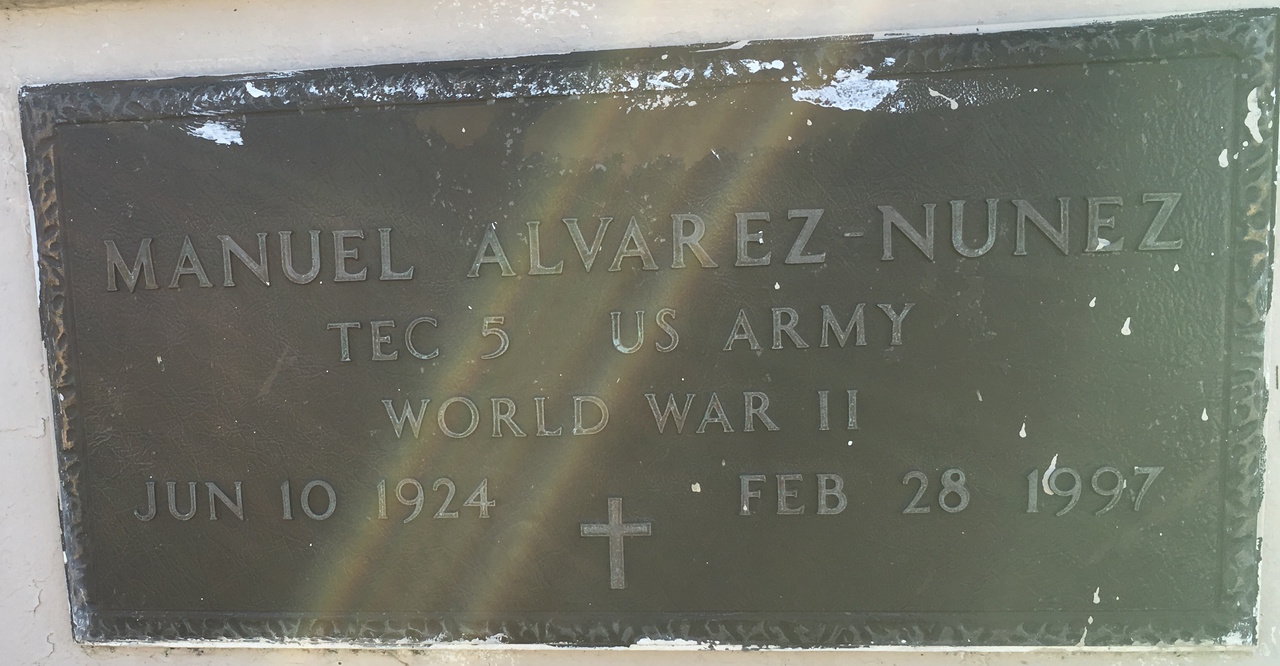 MANUEL ALVAREZ-NUNEZ
TEC 5 US ARMY
WORLD WAR II
JUN 10 1924 FEB 28 1997